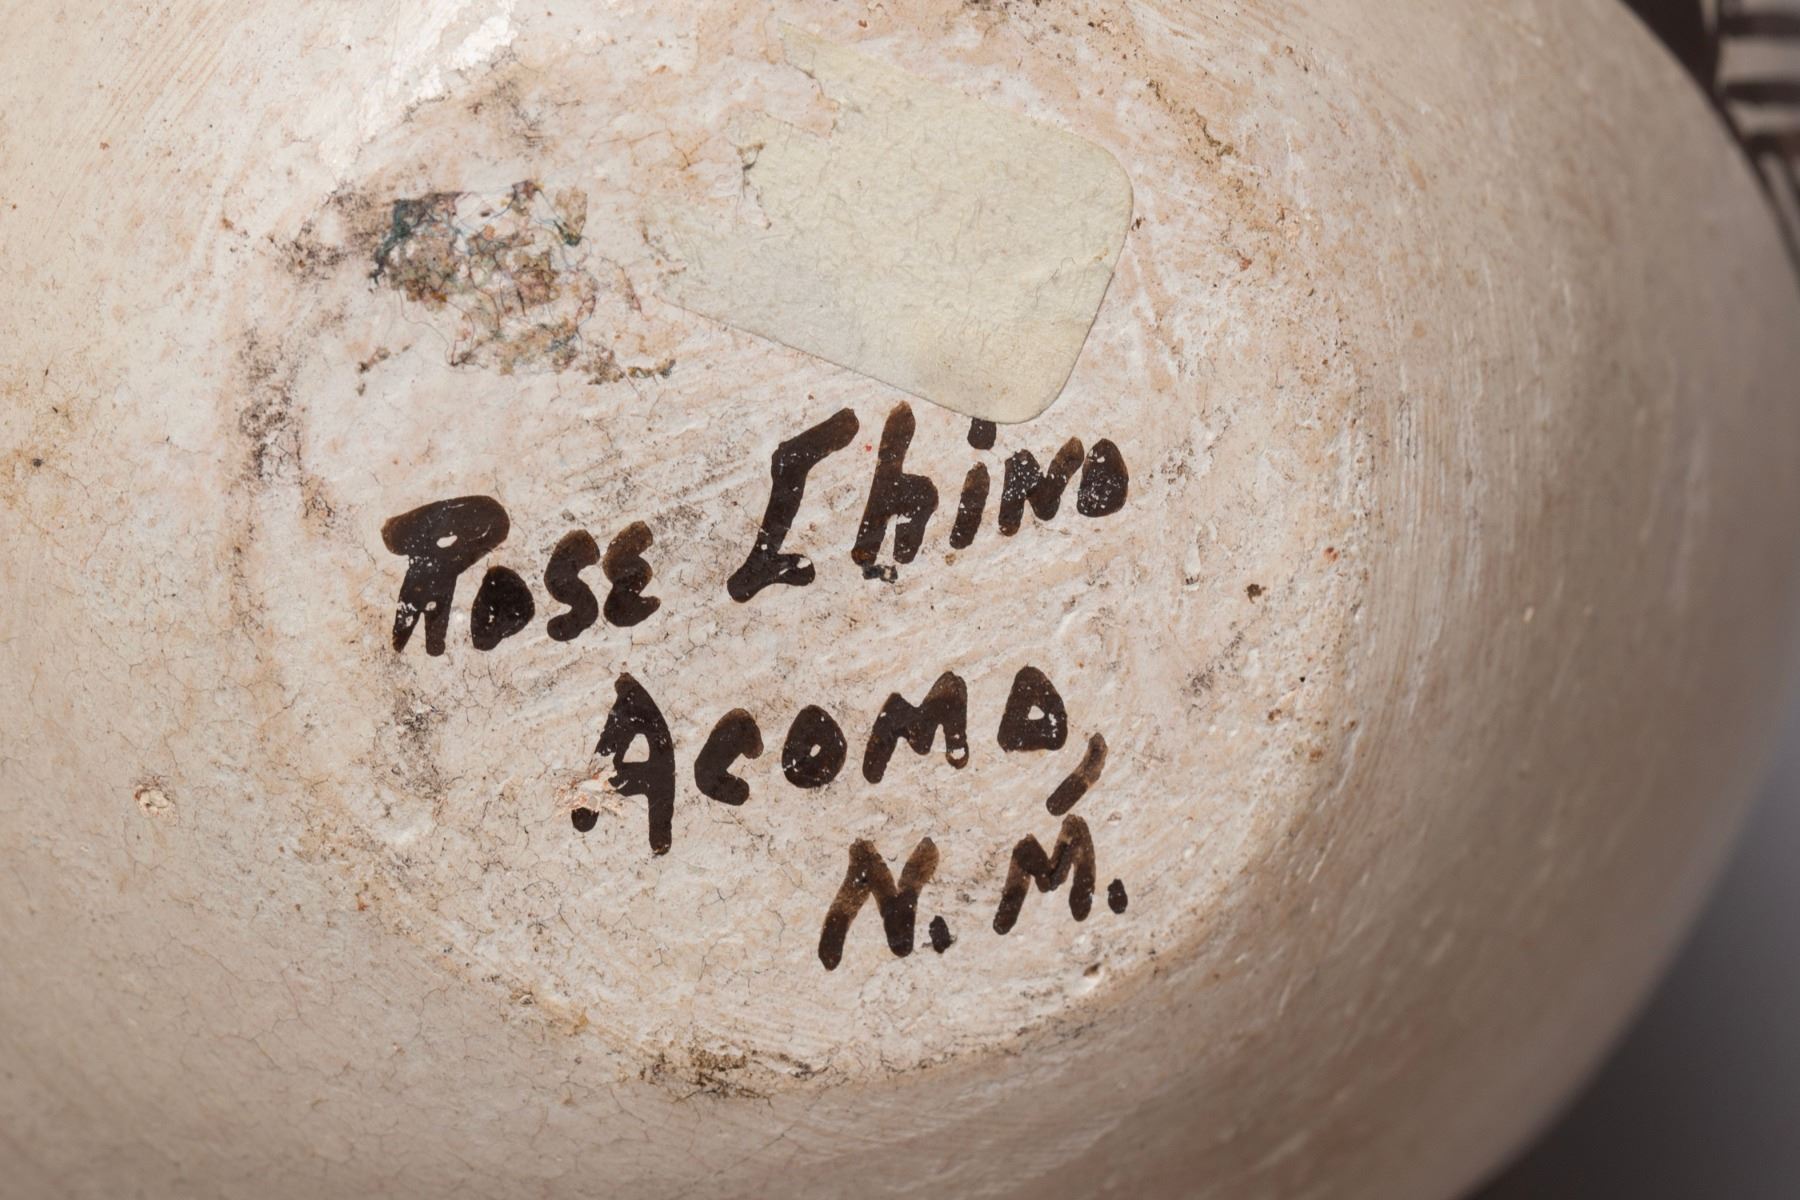 Rose Chino
Acoma,
N.M.